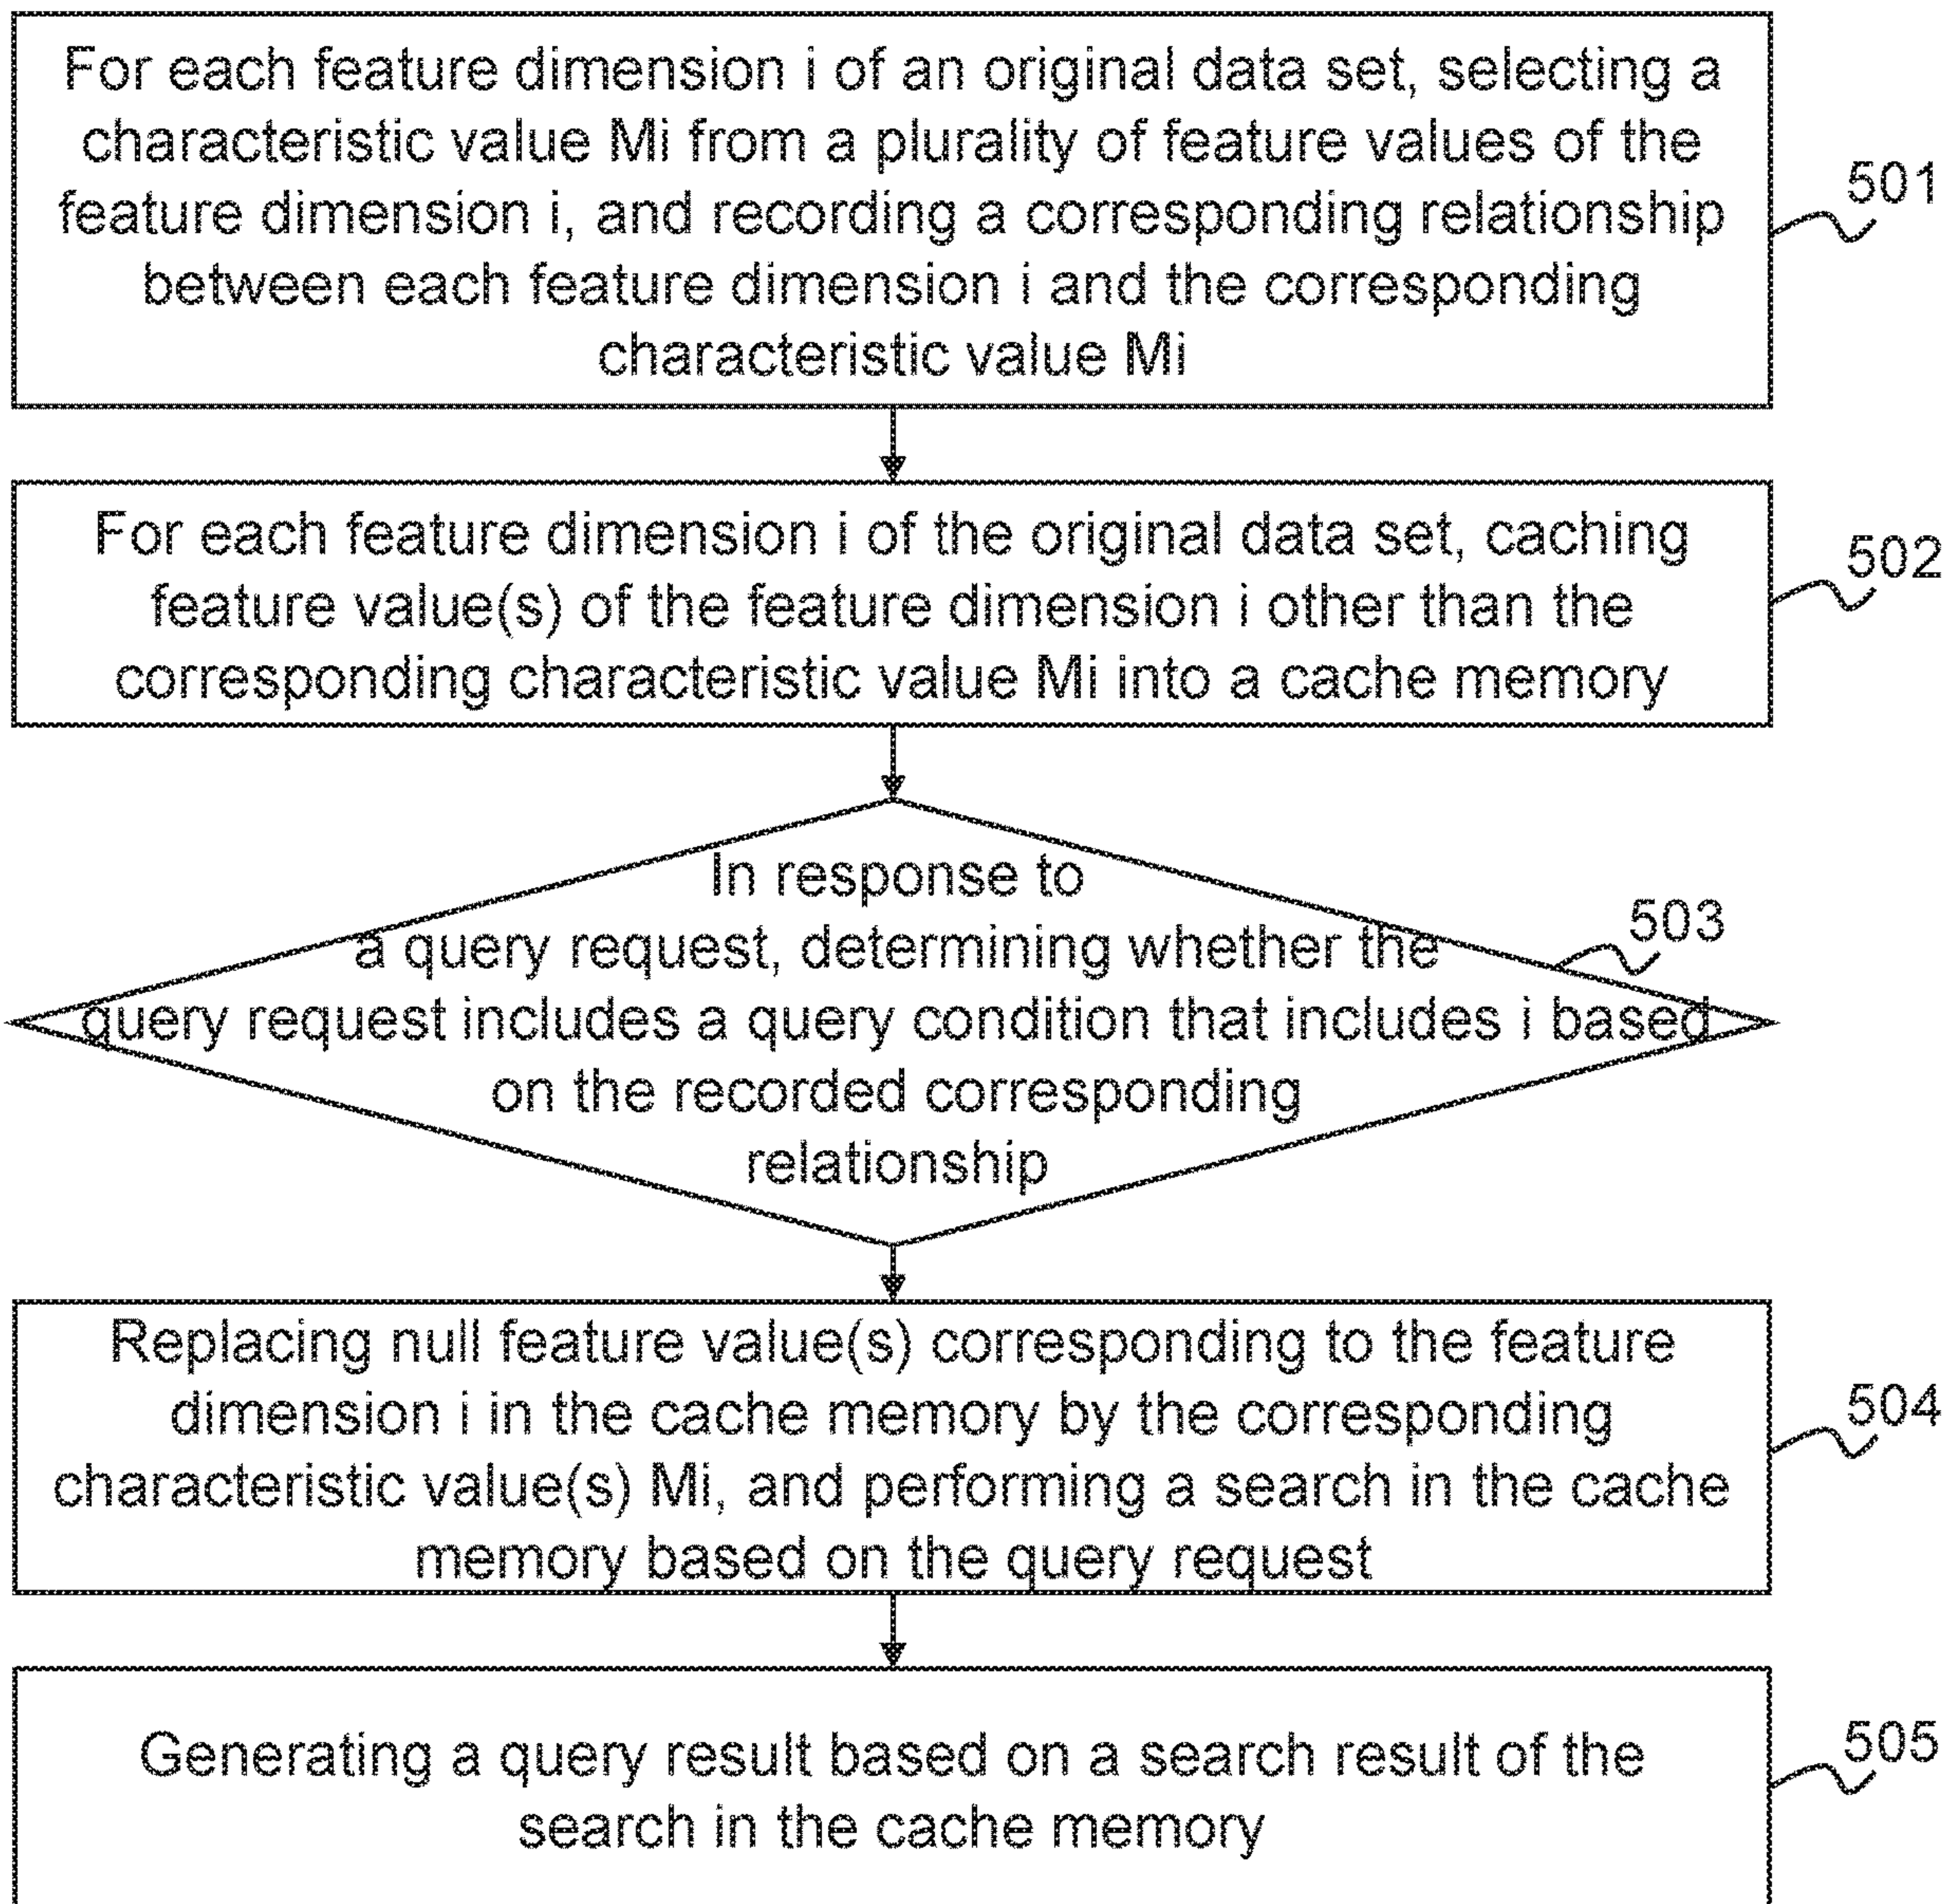 For each feature dimension i of an original data set, selecting a
characteristic value Mi from a plurality of feature values of the
feature dimension i, and recording a corresponding relationship
between each feature dimension i and the corresponding
characteristic value Mi
501
For each feature dimension i of the original data set, caching
feature value(s) of the feature dimension i other than the
corresponding characteristic value Mi into a cache memory
502
In response to
a query request, determining whether the
query request includes a query condition that includes i based
on the recorded corresponding
relationship
503
Replacing null feature value(s) corresponding to the feature
dimension i in the cache memory by the corresponding
characteristic value(s) Mi, and performing a search in the cache
memory based on the query request
504
Generating a query result based on a search result of the
search in the cache memory
505